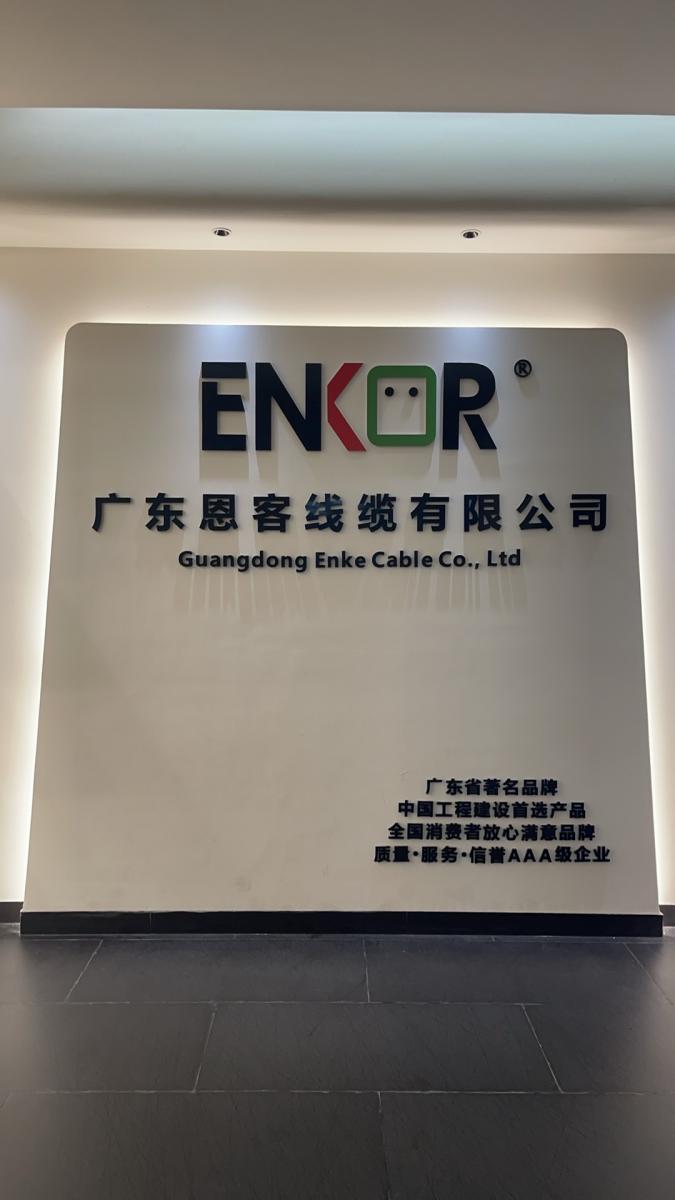 ENKOR®
广东恩客线缆有限公司
Guangdong Enke Cable Co., Ltd
广东省著名品牌
中国工程建设首选产品
全国消费者放心满意品牌
质量·服务·信誉AAA级企业